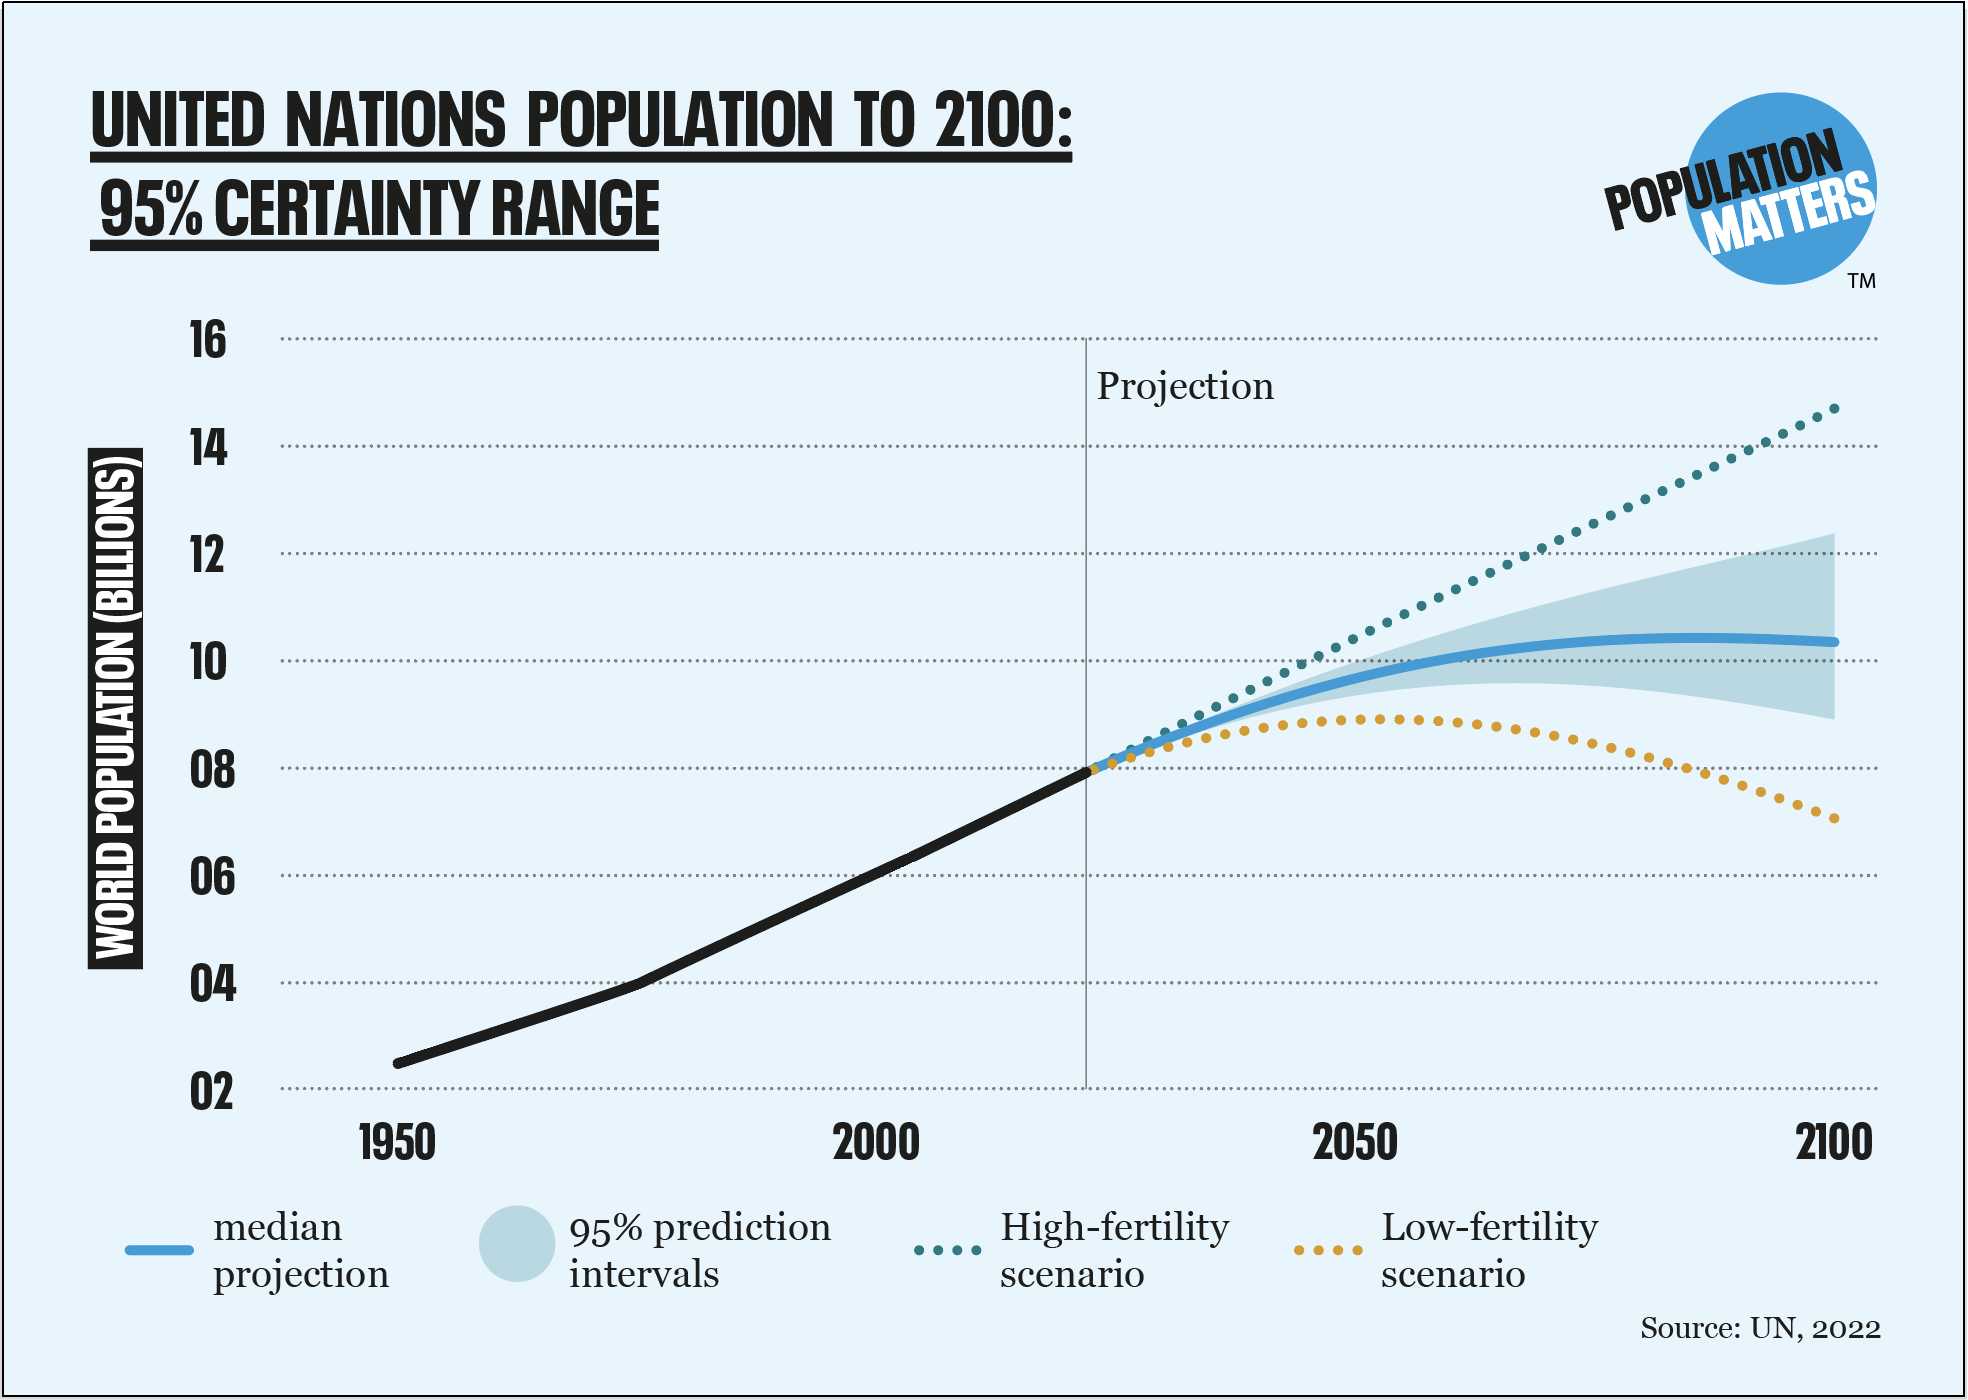 UNITED NATIONS POPULATION TO 2100:
95% CERTAINTY RANGE
POPULATION
MATTERS
TM
16
Projection
14
12
10
08
06
04
02
WORLD POPULATION (BILLIONS)
1950 2000 2050 2100
median
projection
95% prediction
intervals
High-fertility
scenario
Low-fertility
scenario
Source: UN, 2022